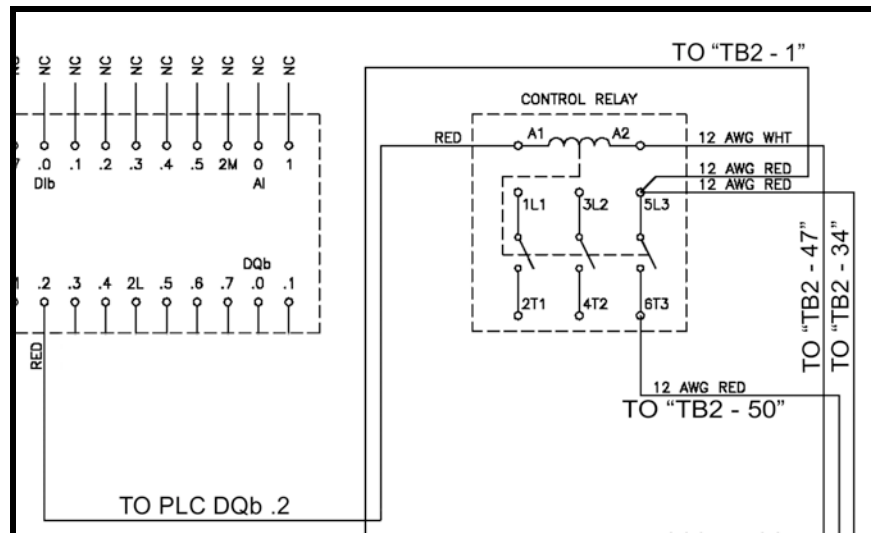 NC NC NC NC NC NC NC NC NC
TO “TB2 - 1”
CONTROL RELAY
RED
A1
A2
12 AWG WHT
.0 .1 .2 .3 .4 .5 2M 0 1
DIb
AI
12 AWG RED
12 AWG RED
1L1 3L2 5L3
TO “TB2 - 47”
TO “TB2 - 34”
DQb
.2 .3 .4 2L .5 .6 .7 .0 .1
2T1 4T2 6T3
RED
12 AWG RED
TO “TB2 - 50”
TO PLC DQb .2